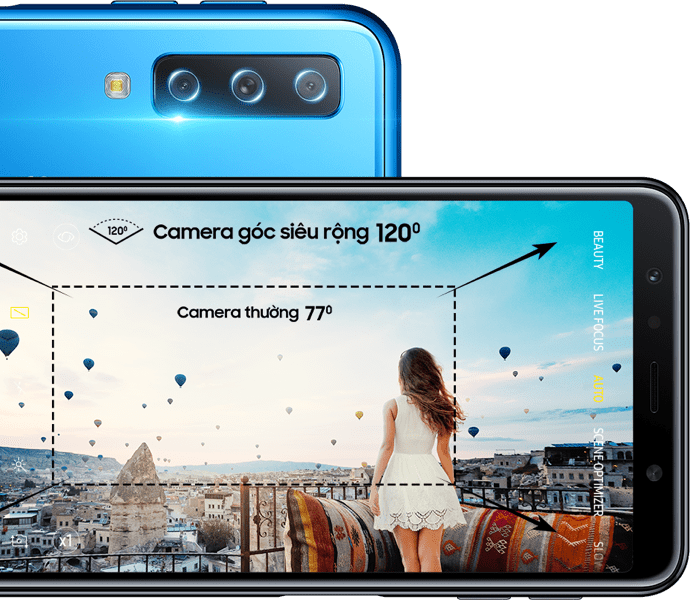 120⁰
Camera góc siêu rộng 120⁰
Camera thường 77⁰
BEAUTY
LIVE FOCUS
AUTO
SCENE OPTIMIZER
x1